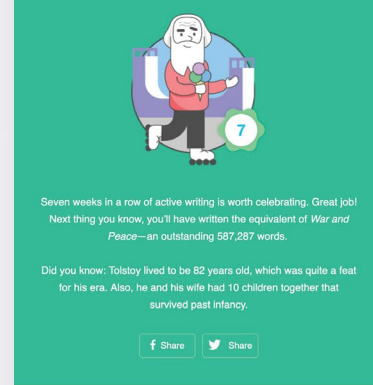 7
Seven weeks in a row of active writing is worth celebrating. Great job!
Next thing you know, you'll have written the equivalent of War and
Peace—an outstanding 587,287 words.
Did you know: Tolstoy lived to be 82 years old, which was quite a feat
for his era. Also, he and his wife had 10 children together that
survived past infancy.
Share
Share